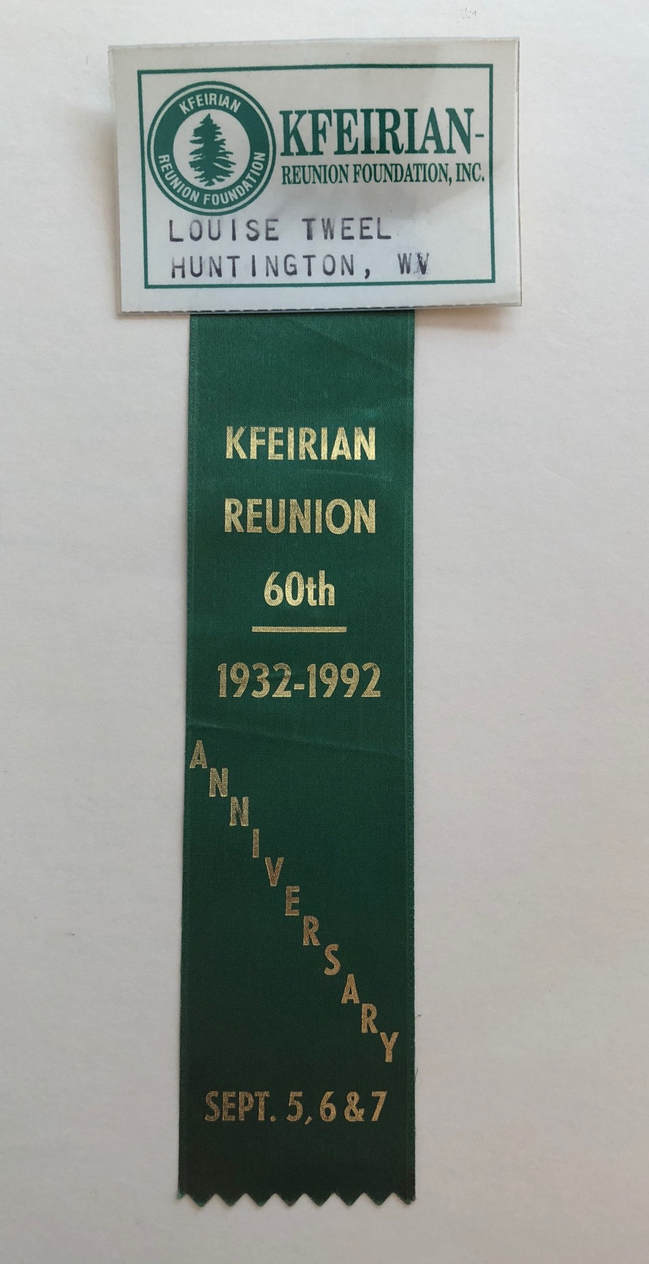 KFEIRIAN
REUNION FOUNDATION
KFEIRIAN-
REUNION FOUNDATION, INC.
LOUISE TWEEL
HUNTINGTON, WV
KFEIRIAN
REUNION
60th
1932-1992
ANNIVERSARY
SEPT. 5, 6 & 7